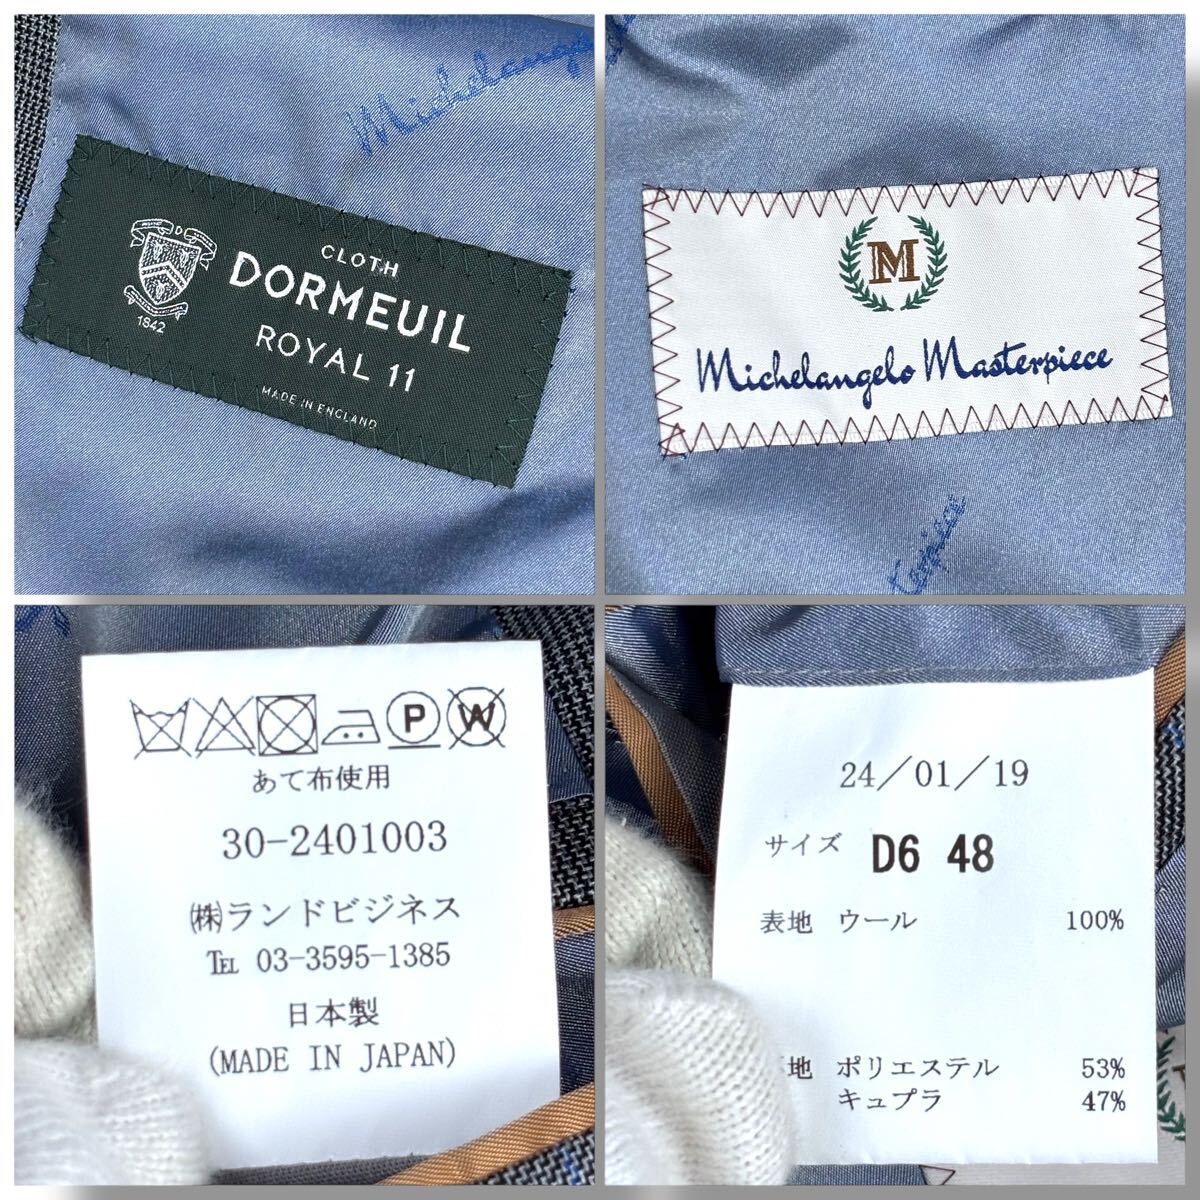 Michelangelo
CLOTH
DORMEUIL
ROYAL 11
1842
MADE IN ENGLAND
M
Michelangelo Masterpiece
P
W
あて布使用
30-2401003
(株)ランドビジネス
TEL 03-3595-1385
日本製
(MADE IN JAPAN)
24/01/19
サイズ D6 48
表地 ウール 100%
地 ポリエステル 53%
キュプラ 47%